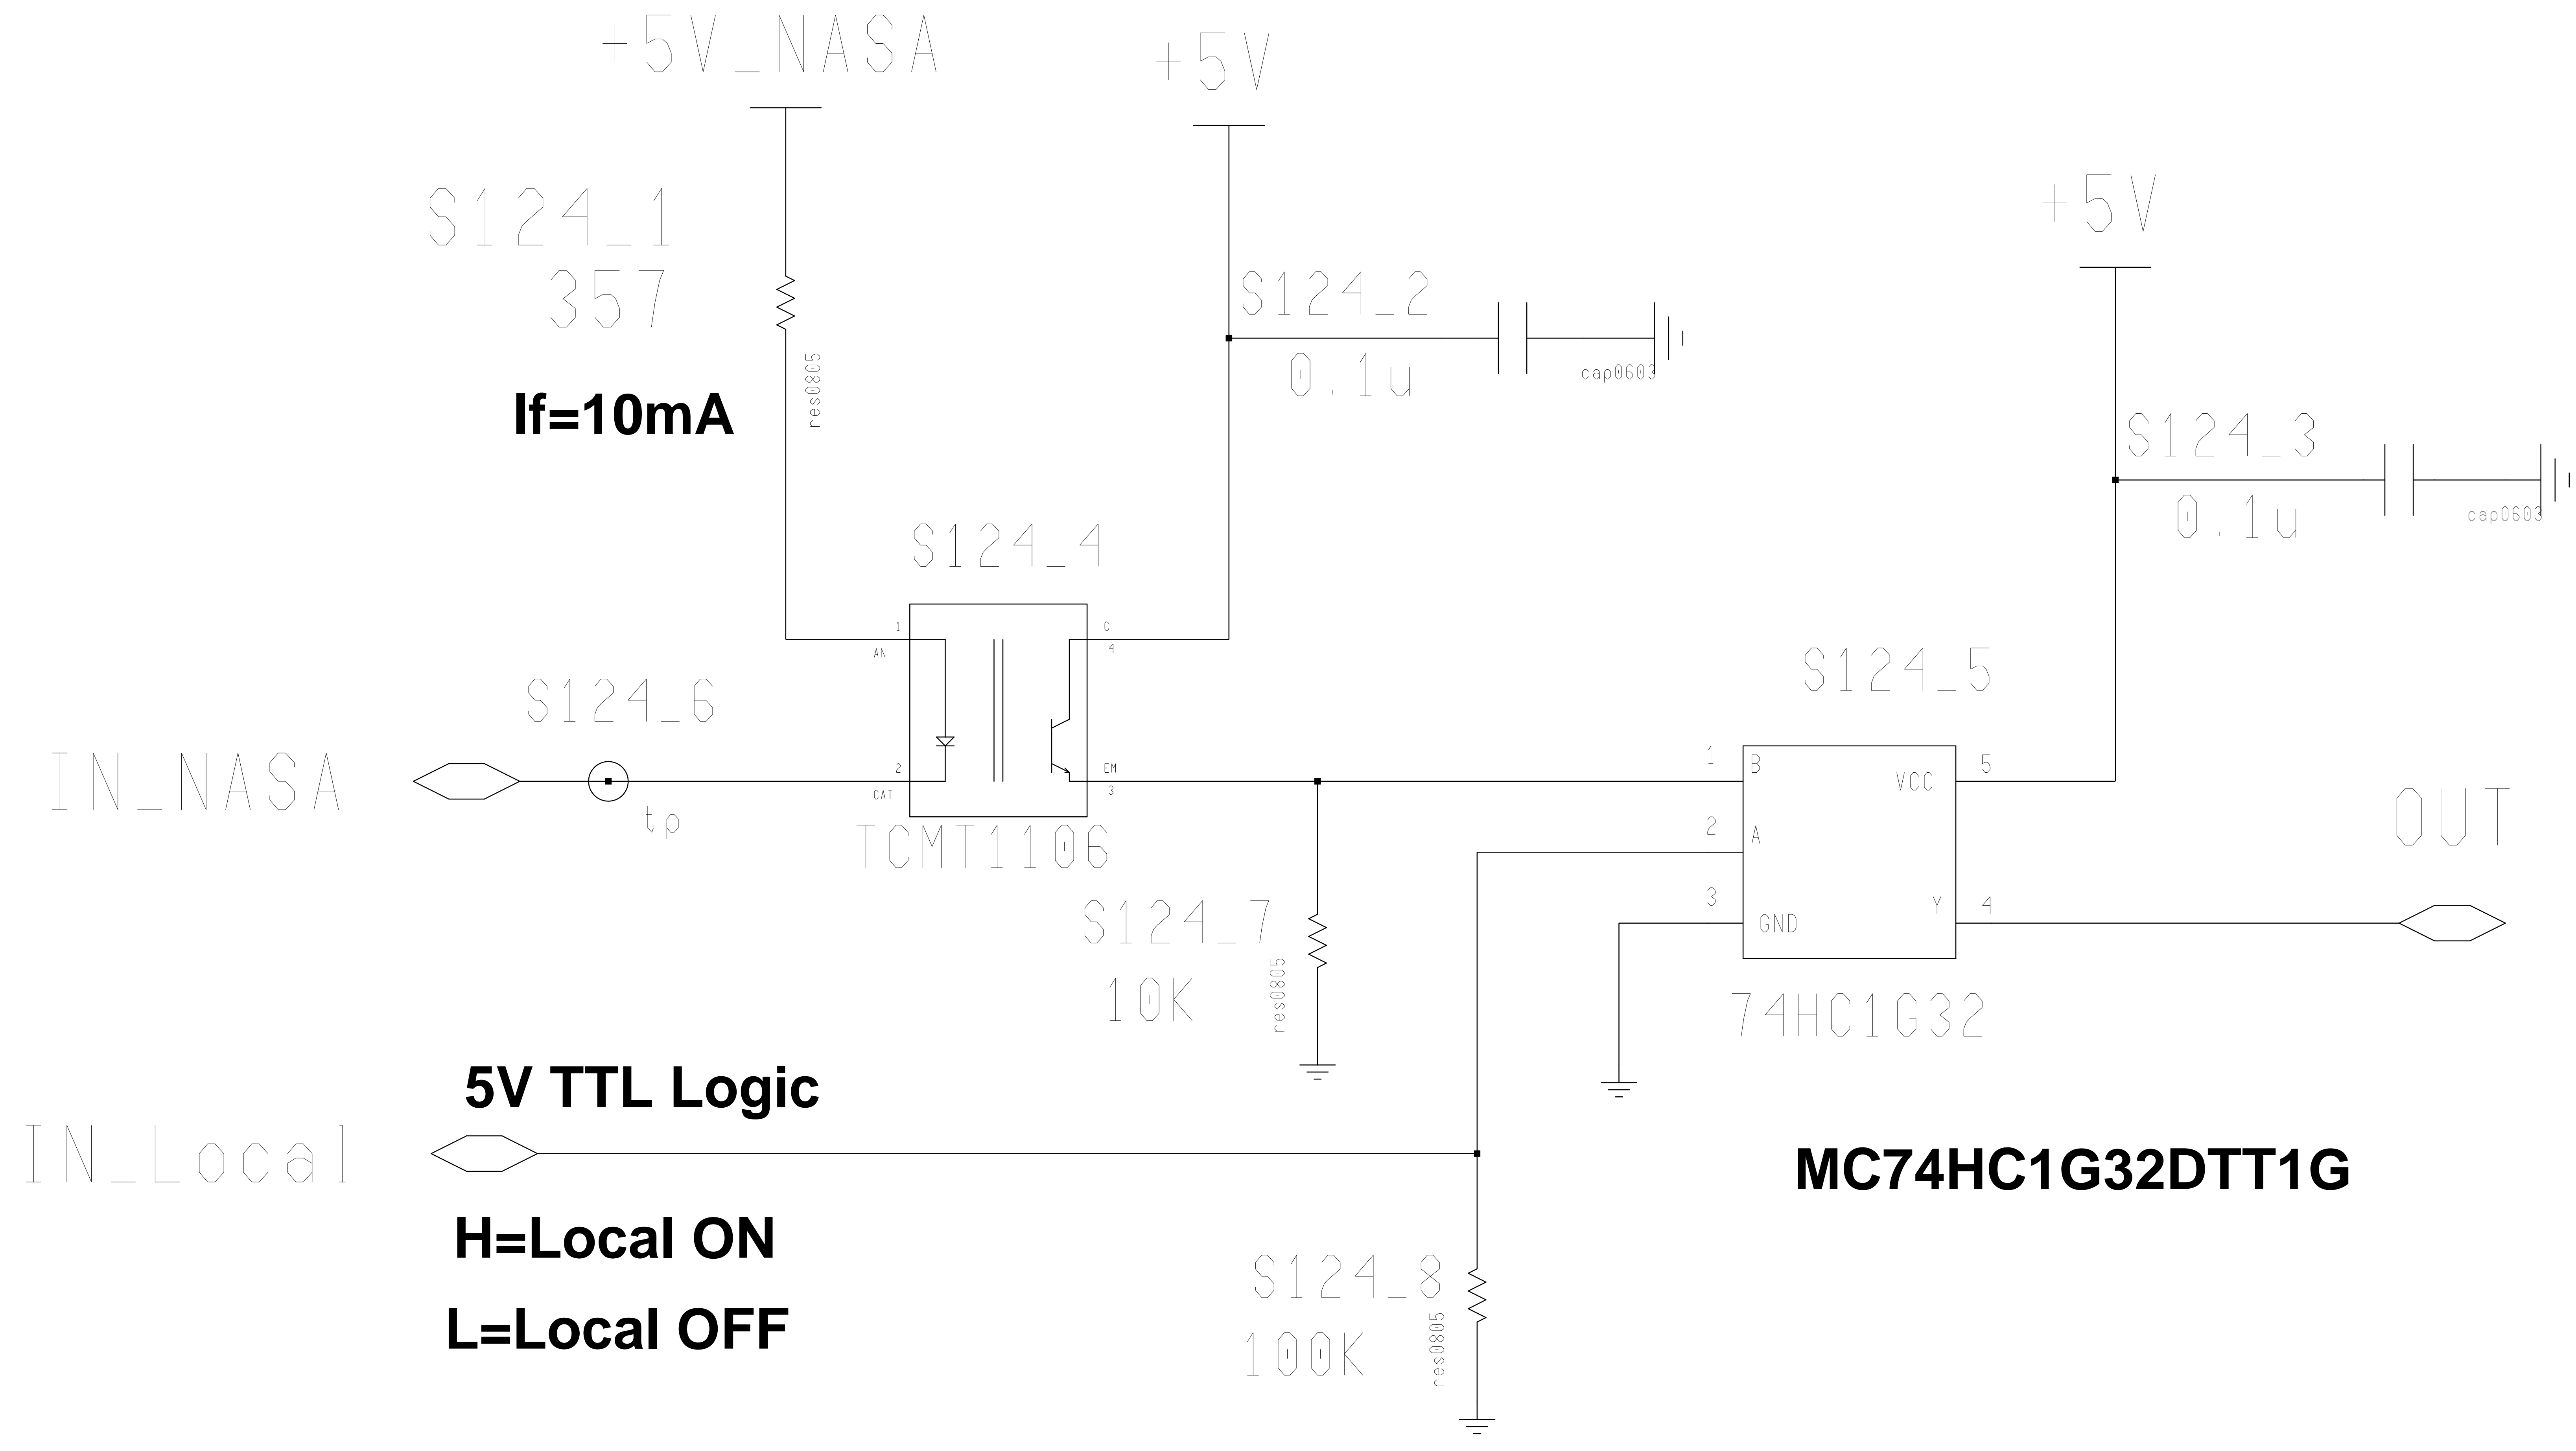 +5V_NASA
+5V
+5V
S124_1
357
res0805
If=10mA
S124_2
0.1u
cap0603
S124_3
0.1u
cap0603
S124_4
1
AN
C
4
2
CAT
EM
3
TCMT1106
S124_6
IN_NASA
tp
S124_5
1
B
VCC
5
2
A
3
GND
Y
4
74HC1G32
OUT
S124_7
10K
res0805
5V TTL Logic
IN_Local
H=Local ON
L=Local OFF
MC74HC1G32DTT1G
S124_8
100K
res0805